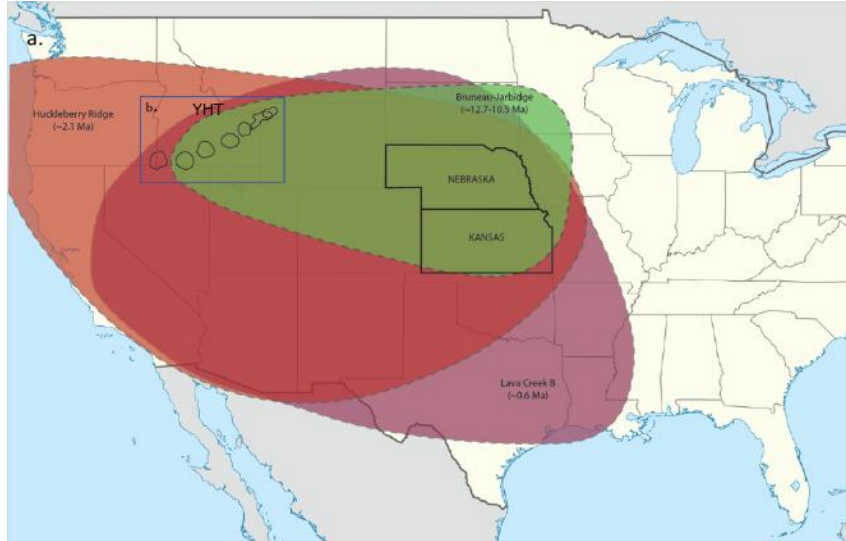 a.
Huckleberry Ridge
(~2.1 Ma)
b.
YHT
Bruneau-Jarbidge
(~12.7-10.5 Ma)
NEBRASKA
KANSAS
Lava Creek B
(~0.6 Ma)